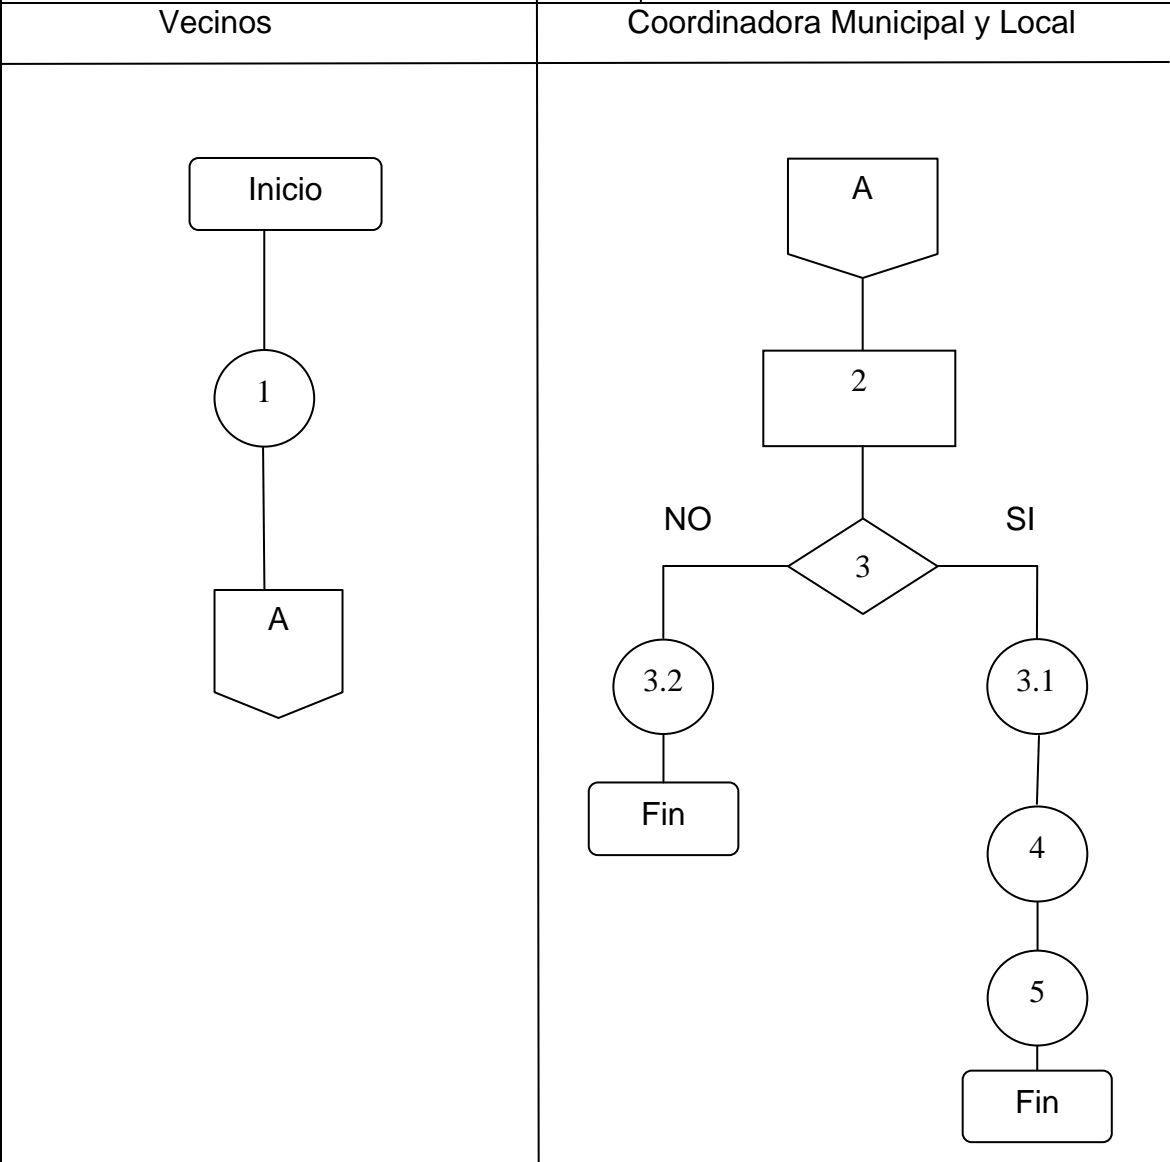 Vecinos
Coordinadora Municipal y Local
Inicio
1
A
A
2
NO
SI
3
3.2
3.1
Fin
4
5
Fin